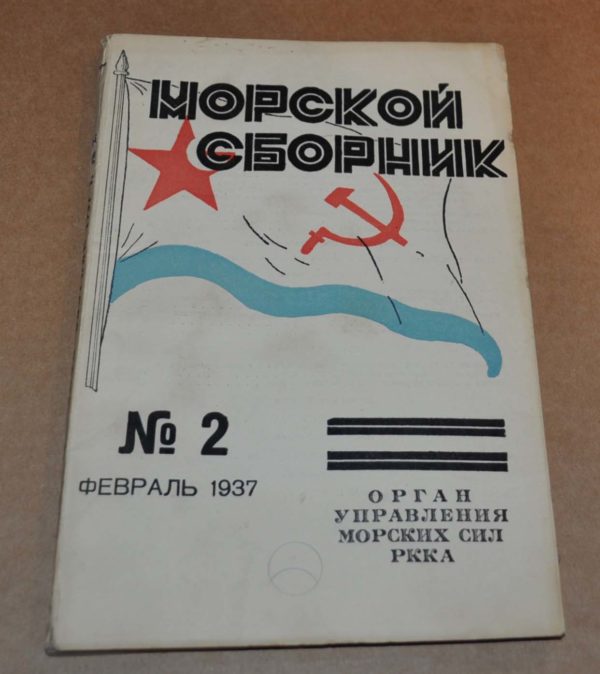 МОРСКОЙ
СБОРНИК
№ 2
ФЕВРАЛЬ 1937
ОРГАН
УПРАВЛЕНИЯ
МОРСКИХ СИЛ
РККА